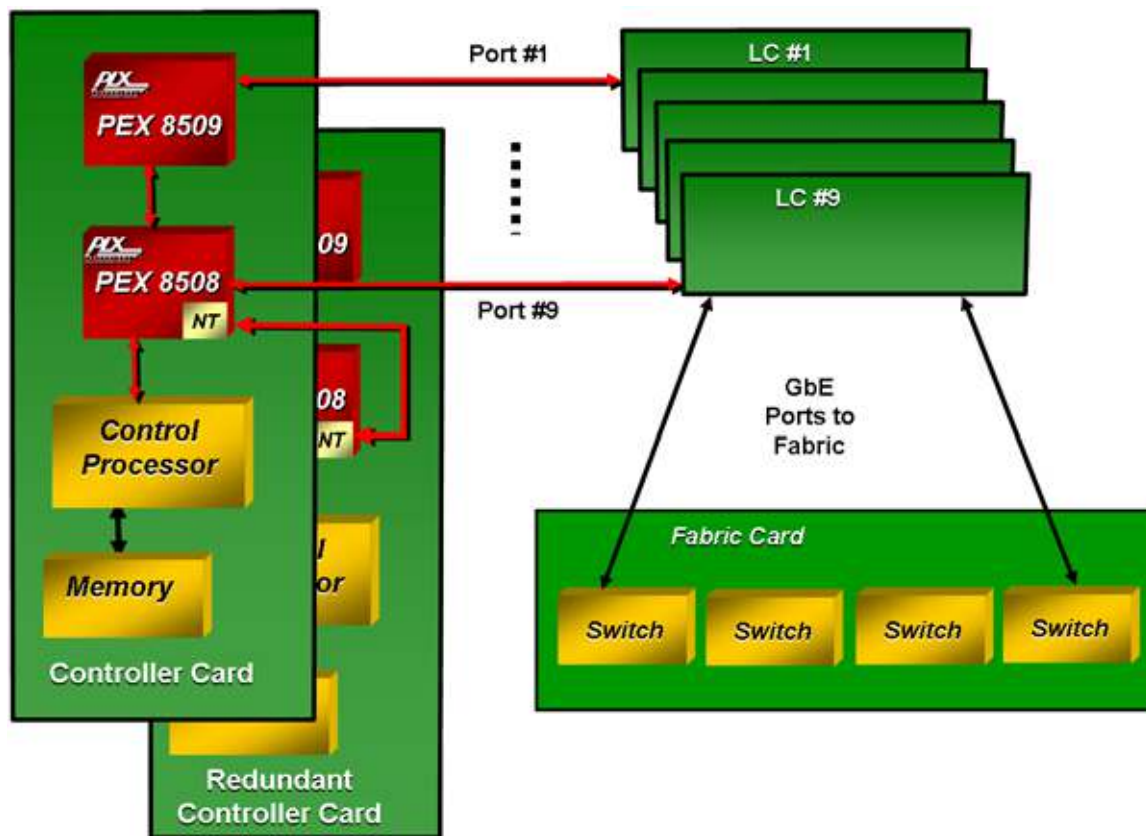 PLX
PEX 8509
PLX
PEX 8508
NT
Control
Processor
Memory
Controller Card
09
08
NT
l
or
Redundant
Controller Card
Port #1
Port #9
LC #1
LC #9
GbE
Ports to
Fabric
Fabric Card
Switch
Switch
Switch
Switch